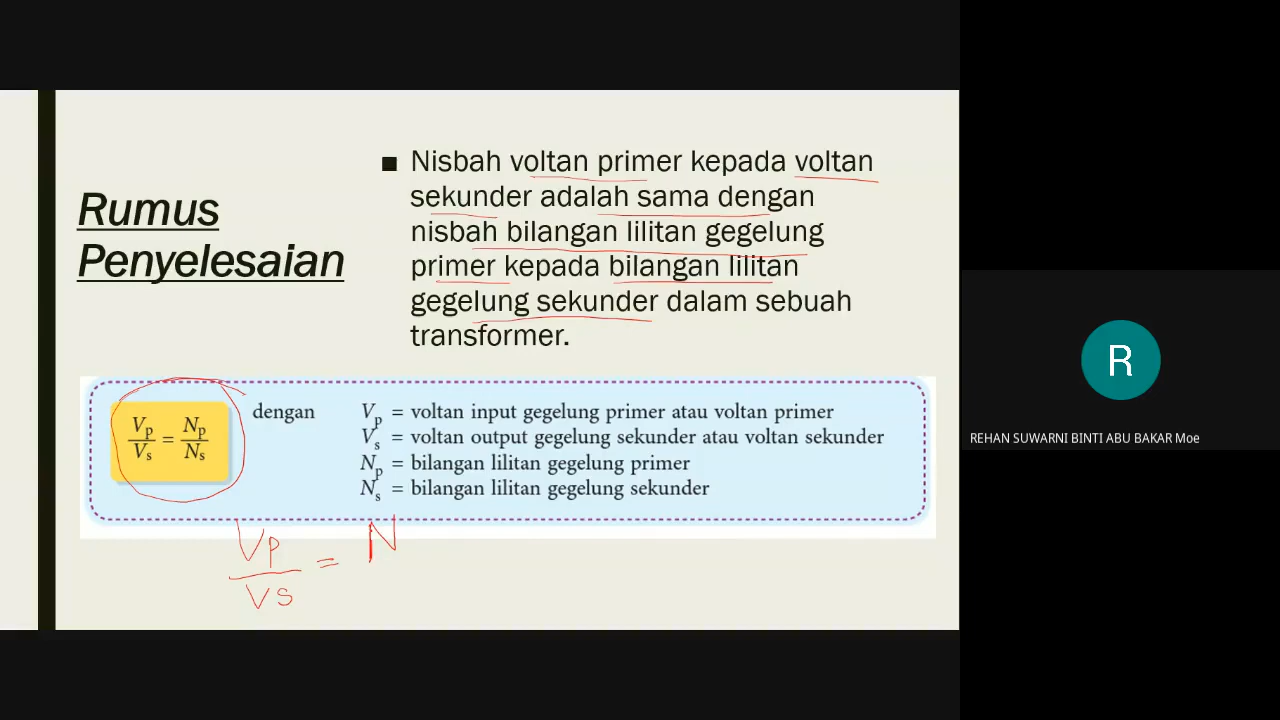 Rumus
Penyelesaian
■ Nisbah voltan primer kepada voltan
sekunder adalah sama dengan
nisbah bilangan lilitan gegelung
primer kepada bilangan lilitan
gegelung sekunder dalam sebuah
transformer.
Vp/Vs = Np/Ns
dengan
Vp = voltan input gegelung primer atau voltan primer
Vs = voltan output gegelung sekunder atau voltan sekunder
Np = bilangan lilitan gegelung primer
Ns = bilangan lilitan gegelung sekunder
Vp/Vs = N
R
REHAN SUWARNI BINTI ABU BAKAR Moe